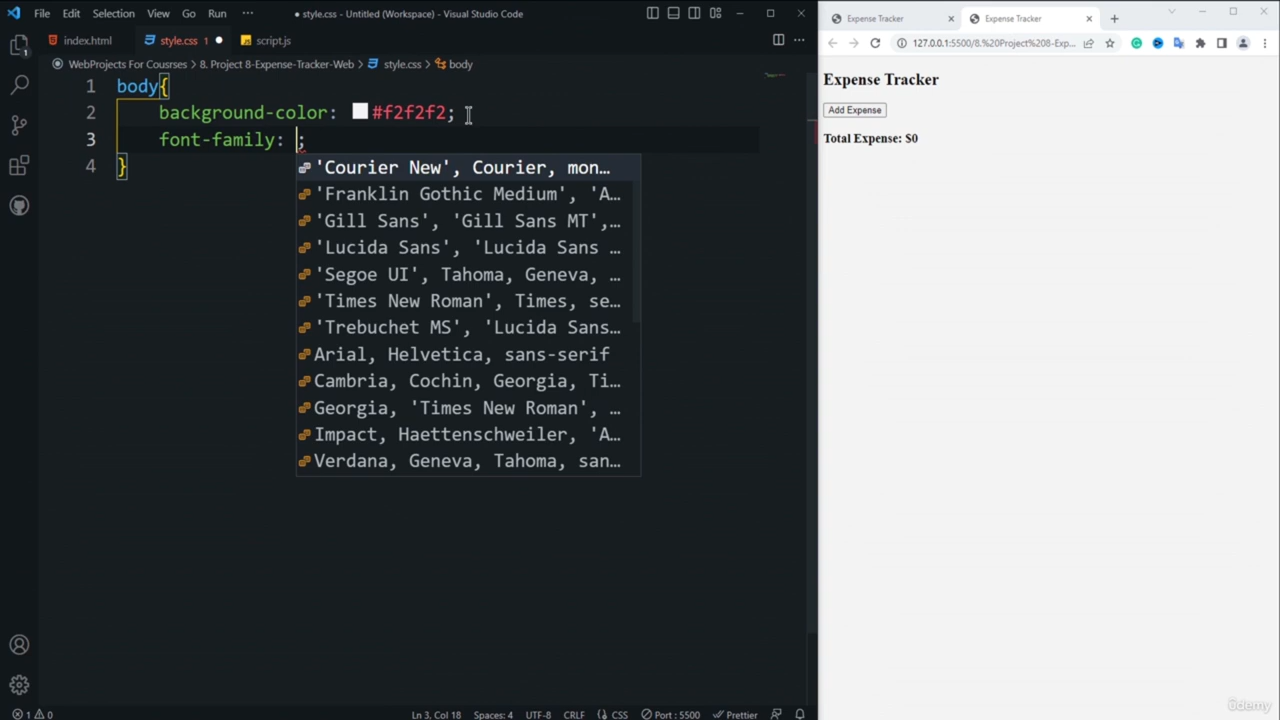 File Edit Selection View Go Run ··· ● style.css - Untitled (Workspace) - Visual Studio Code
index.html style.css 1 ● script.js
WebProjects For Coursces > 8. Project 8-Expense-Tracker-Web > style.css > body
1 body{
2 background-color: #f2f2f2;
3 font-family: ;
4 }
'Courier New', Courier, mon…
'Franklin Gothic Medium', 'A…
'Gill Sans', 'Gill Sans MT',…
'Lucida Sans', 'Lucida Sans …
'Segoe UI', Tahoma, Geneva, …
'Times New Roman', Times, se…
'Trebuchet MS', 'Lucida Sans…
Arial, Helvetica, sans-serif
Cambria, Cochin, Georgia, Ti…
Georgia, 'Times New Roman', …
Impact, Haettenschweiler, 'A…
Verdana, Geneva, Tahoma, san…
1
1 0 Ln 3, Col 18 Spaces: 4 UTF-8 CRLF CSS Port : 5500 Prettier
Expense Tracker Expense Tracker
127.0.0.1:5500/8.%20Project%208-Exp...
Expense Tracker
Add Expense
Total Expense: $0
ûdemy